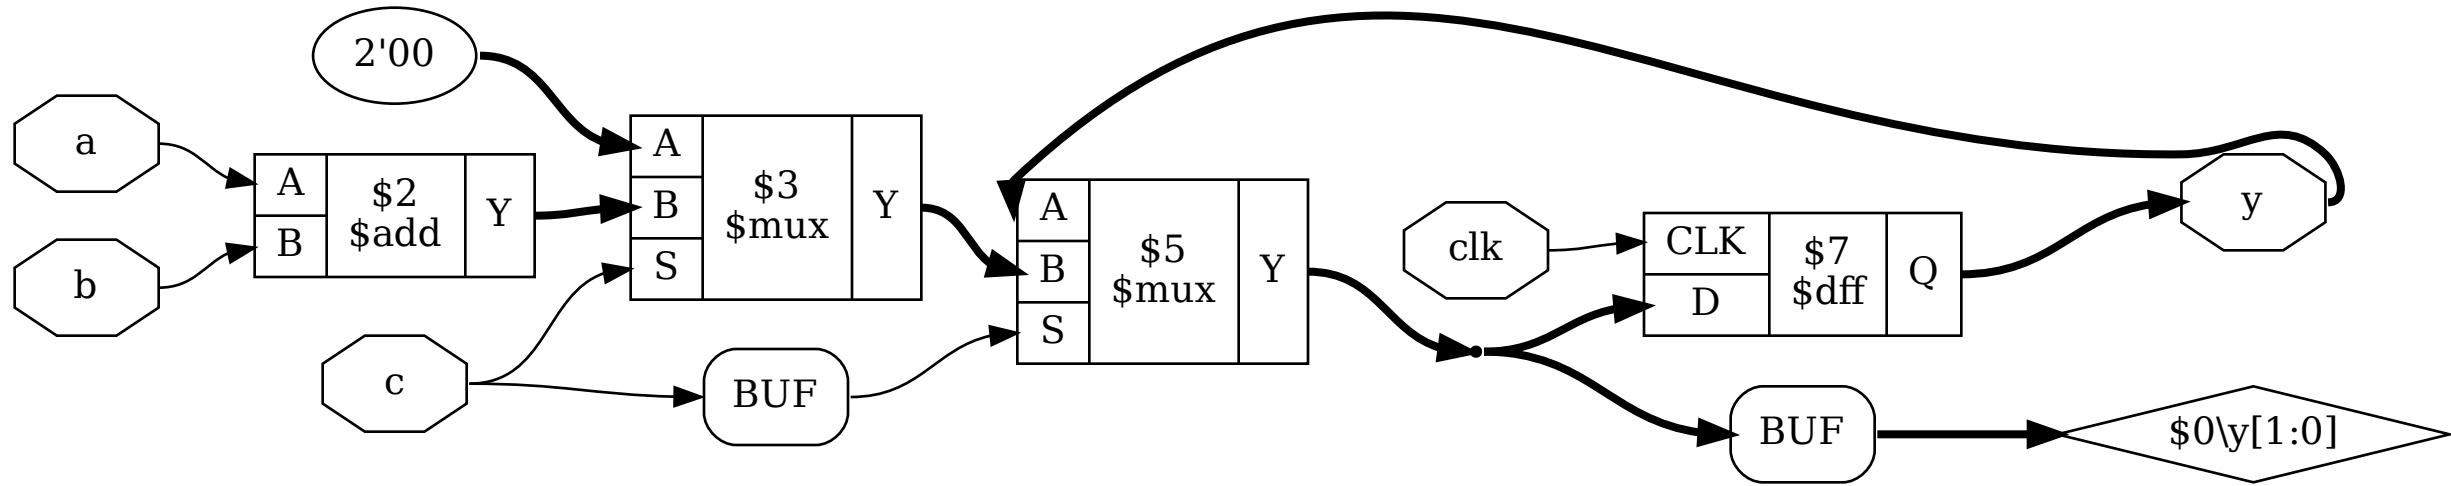 2'00
a
b
A
B
$2
$add
Y
c
A
B
S
$3
$mux
Y
BUF
A
B
S
$5
$mux
Y
clk
CLK
D
$7
$dff
Q
y
BUF
$0\y[1:0]